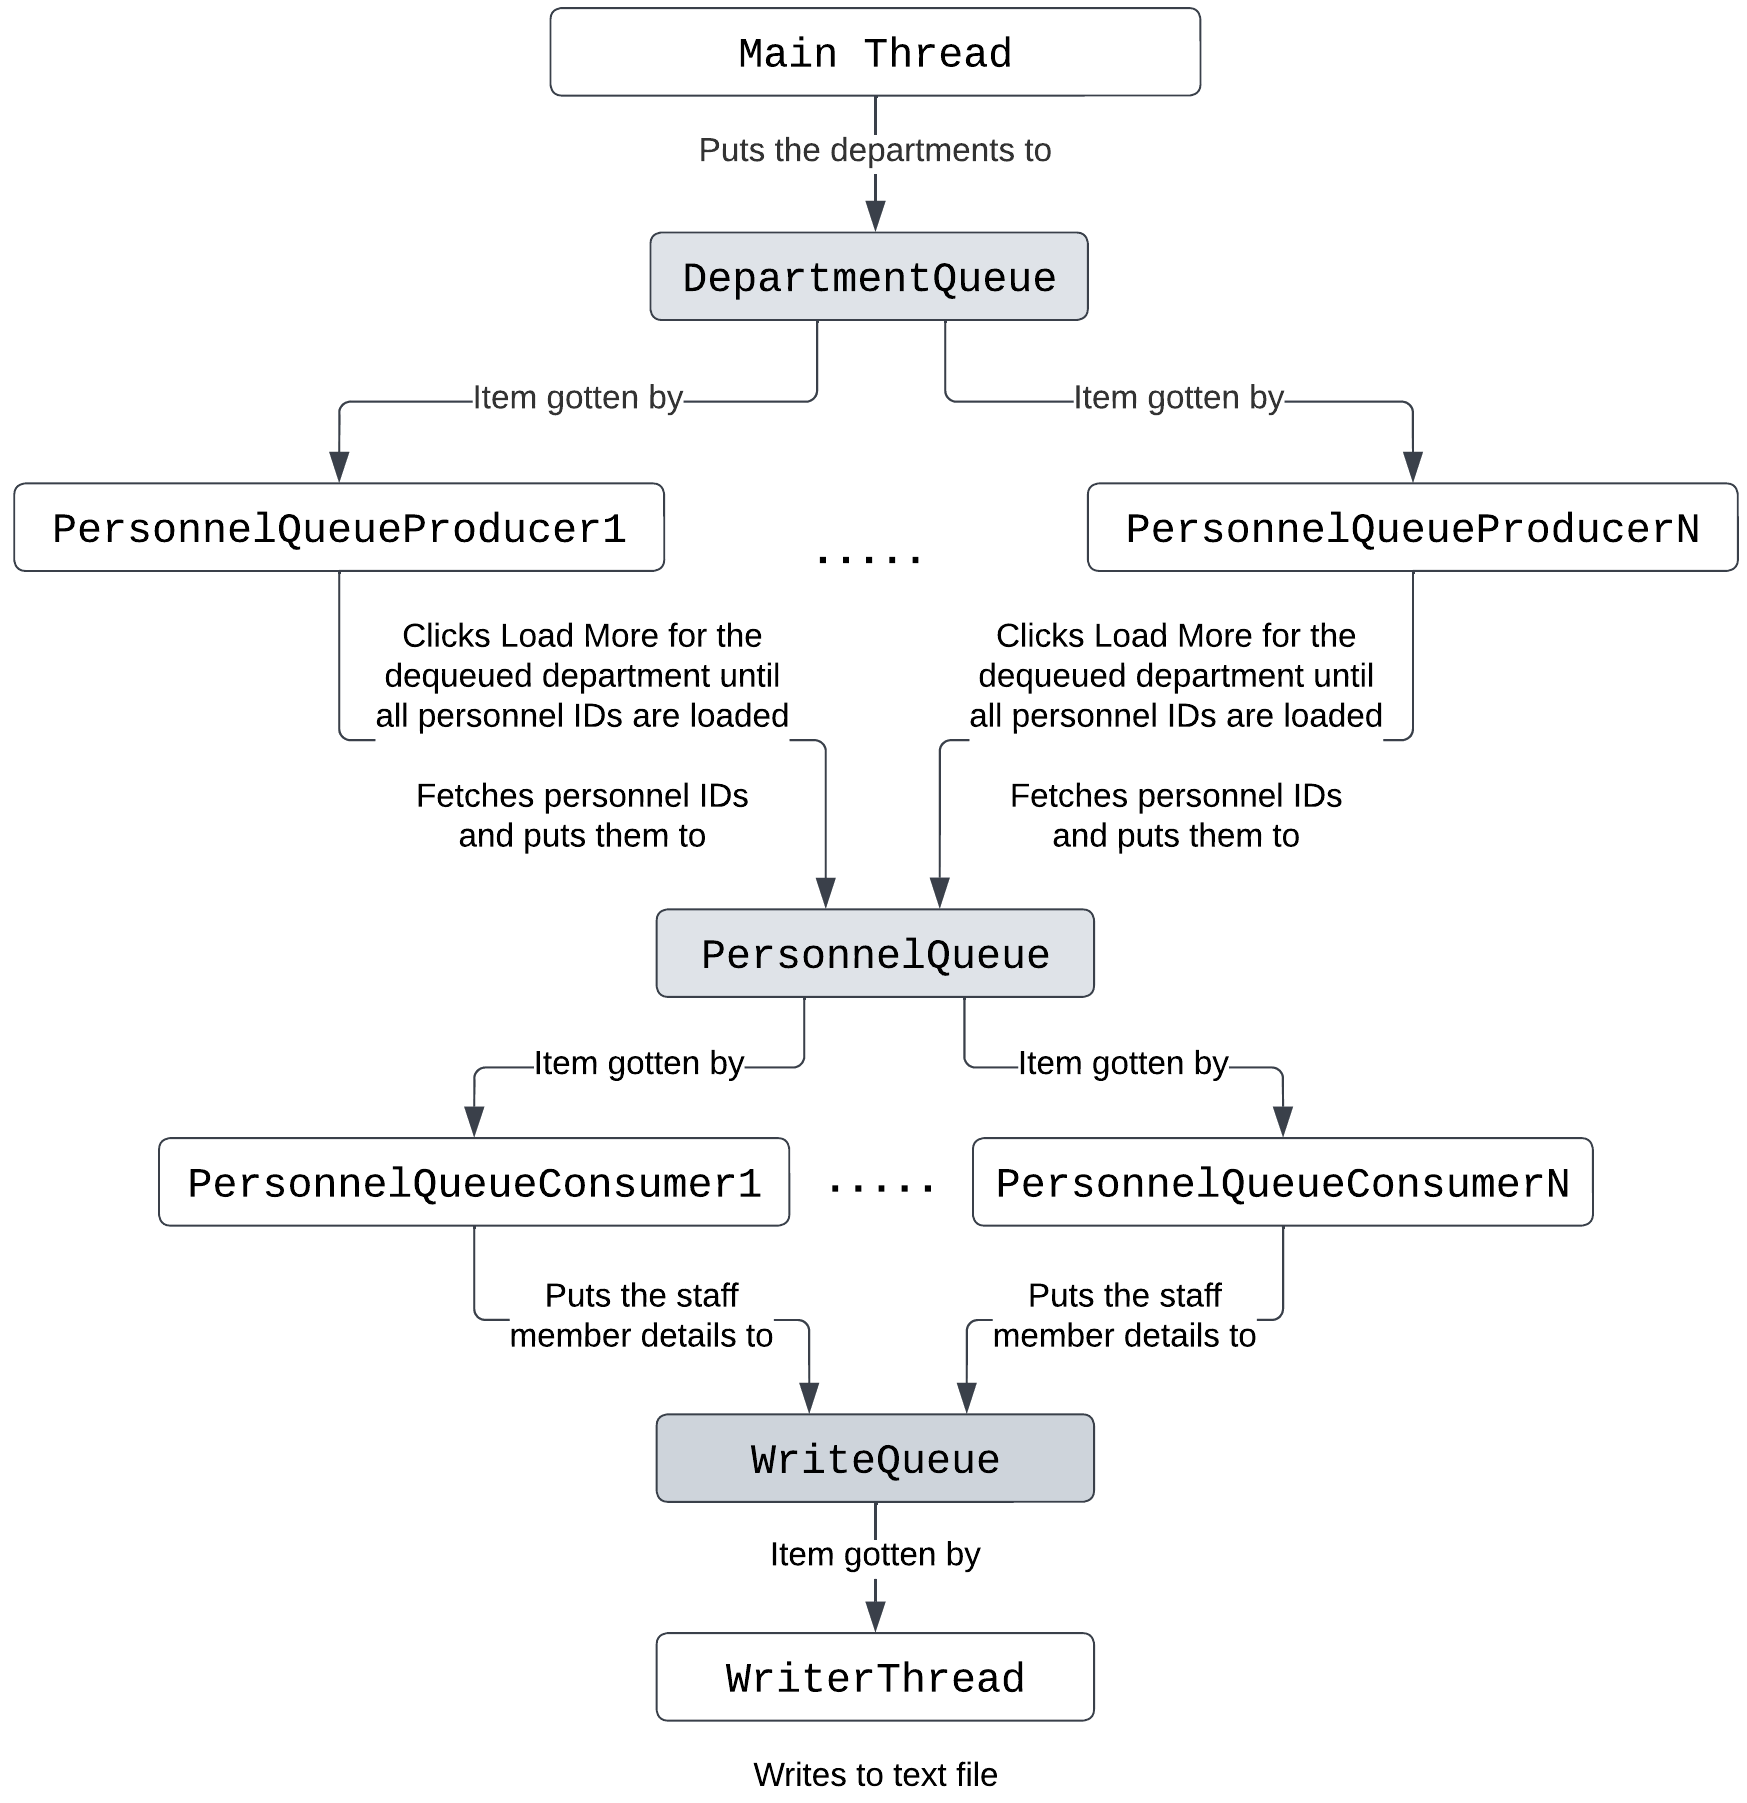 Main Thread
Puts the departments to
DepartmentQueue
Item gotten by
Item gotten by
PersonnelQueueProducer1
.....
PersonnelQueueProducerN
Clicks Load More for the
dequeued department until
all personnel IDs are loaded
Fetches personnel IDs
and puts them to
Clicks Load More for the
dequeued department until
all personnel IDs are loaded
Fetches personnel IDs
and puts them to
PersonnelQueue
Item gotten by
Item gotten by
PersonnelQueueConsumer1
.....
PersonnelQueueConsumerN
Puts the staff
member details to
Puts the staff
member details to
WriteQueue
Item gotten by
WriterThread
Writes to text file